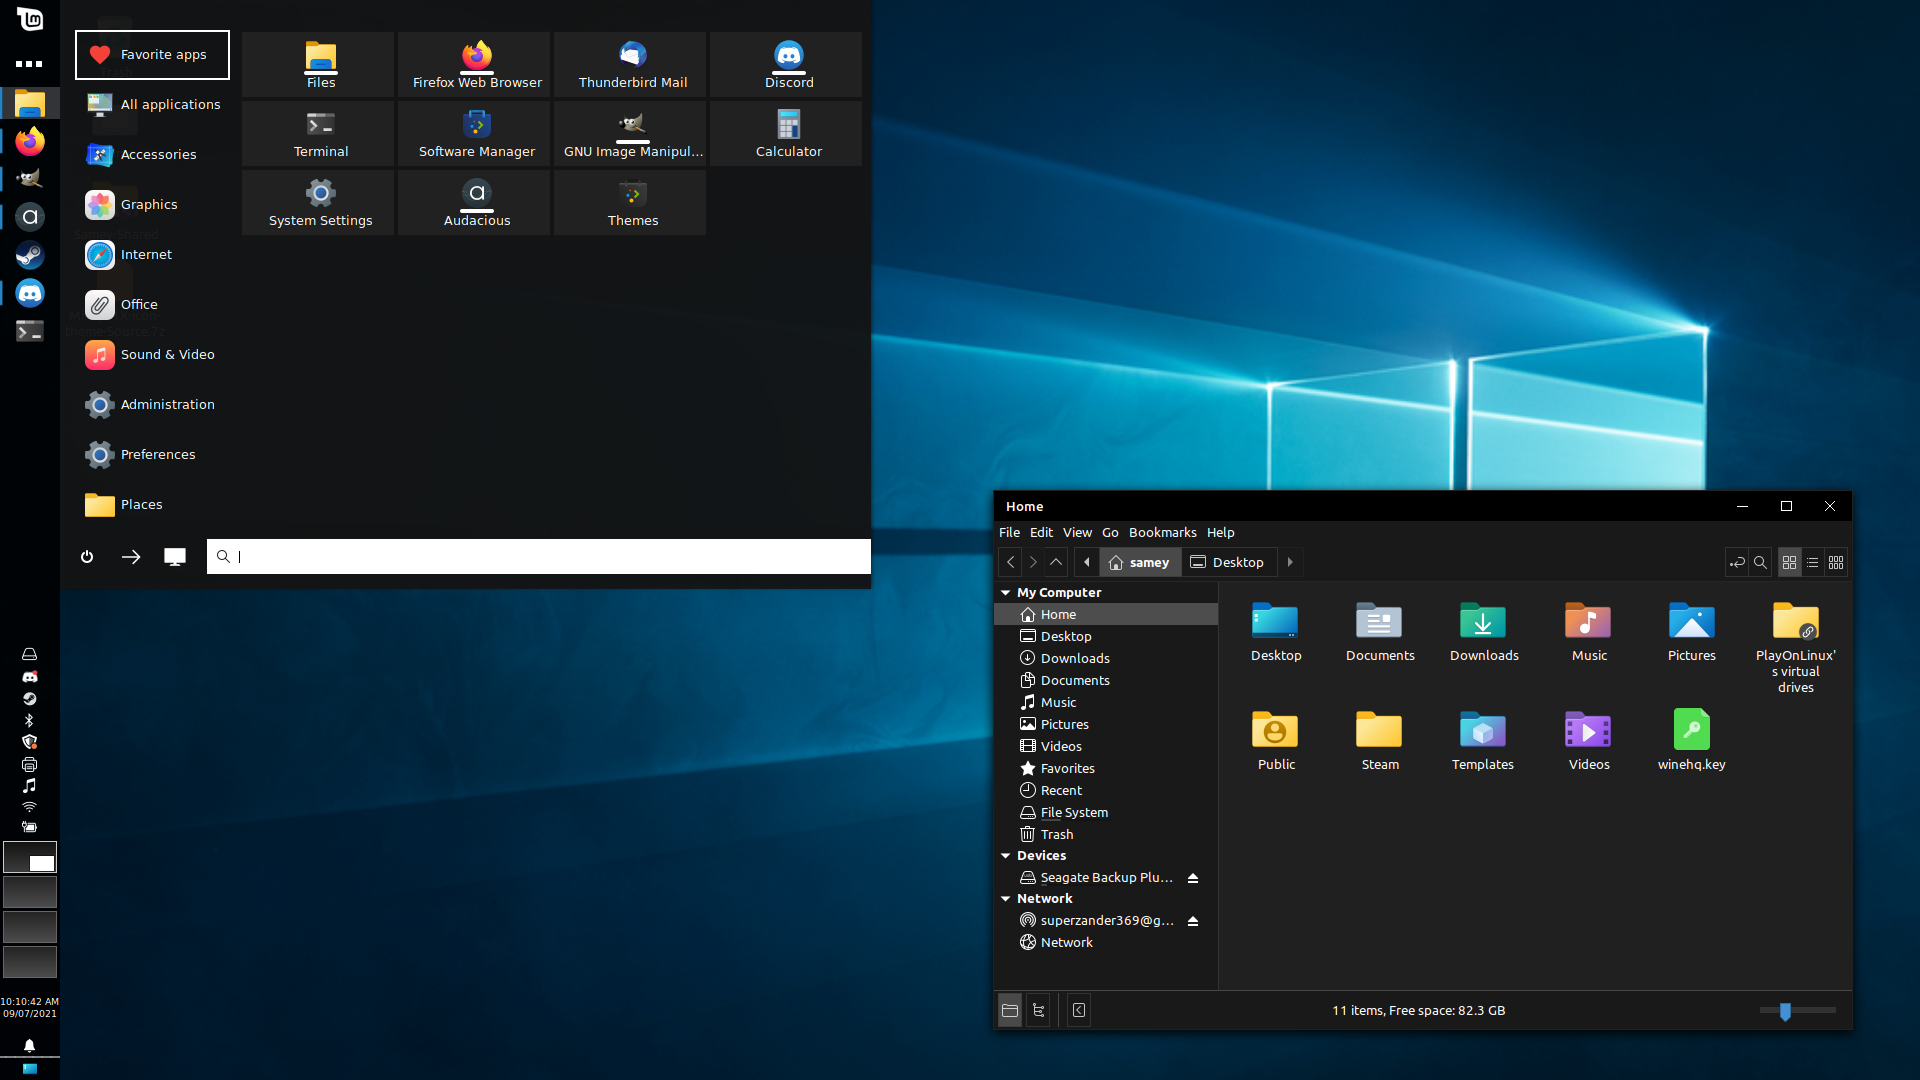 Favorite apps
All applications
Accessories
Graphics
Internet
Office
Sound & Video
Administration
Preferences
Places
Files
Firefox Web Browser
Thunderbird Mail
Discord
Terminal
Software Manager
GNU Image Manipul...
Calculator
System Settings
Audacious
Themes
10:10:42 AM
09/07/2021
Home
File Edit View Go Bookmarks Help
samey
Desktop
My Computer
Home
Desktop
Downloads
Documents
Music
Pictures
Videos
Favorites
Recent
File System
Trash
Devices
Seagate Backup Plu...
Network
superzander369@g...
Network
Desktop
Documents
Downloads
Music
Pictures
PlayOnLinux'
s virtual
drives
Public
Steam
Templates
Videos
winehq.key
11 items, Free space: 82.3 GB